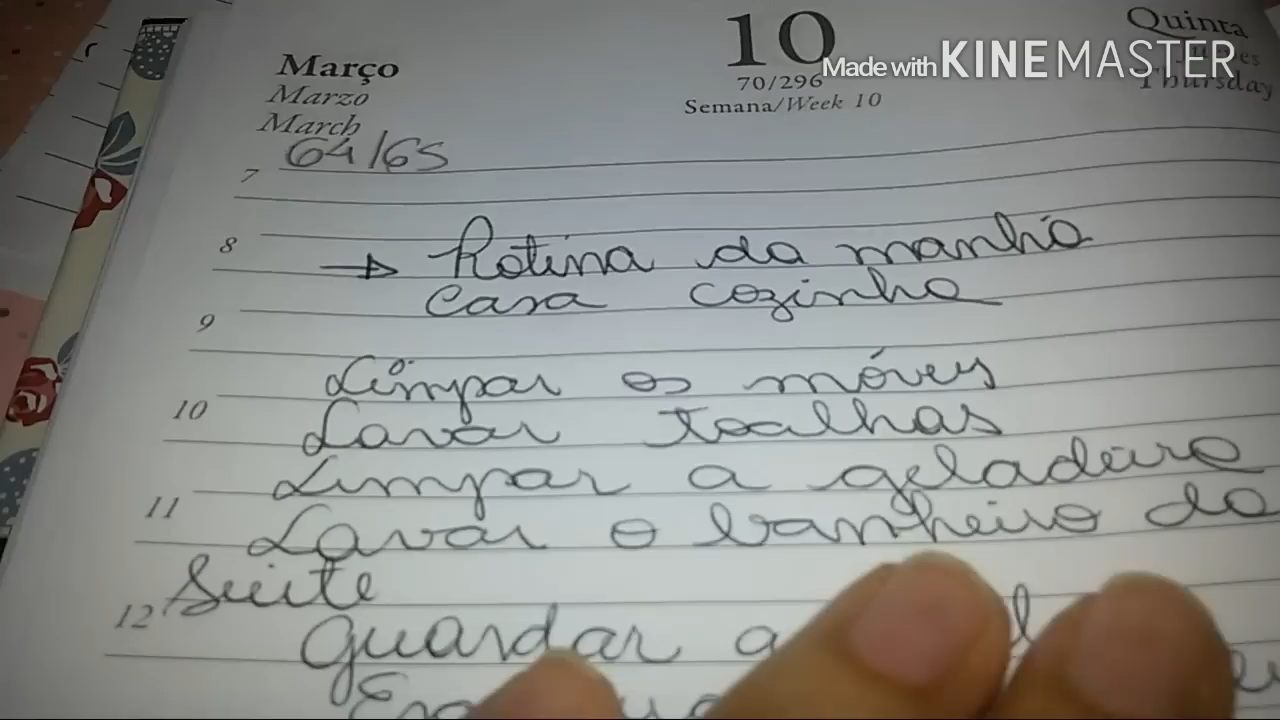 Março
Marzo
March
10
70/296
Semana/Week 10
Quinta
Thursday
Made with KINEMASTER
64/65
7
8
→ Rotina da manhã
Casa cozinha
9
Limpar os móveis
10
Lavar toalhas
Limpar a geladeira
11
Lavar o banheiro da
Suite
12
guardar a